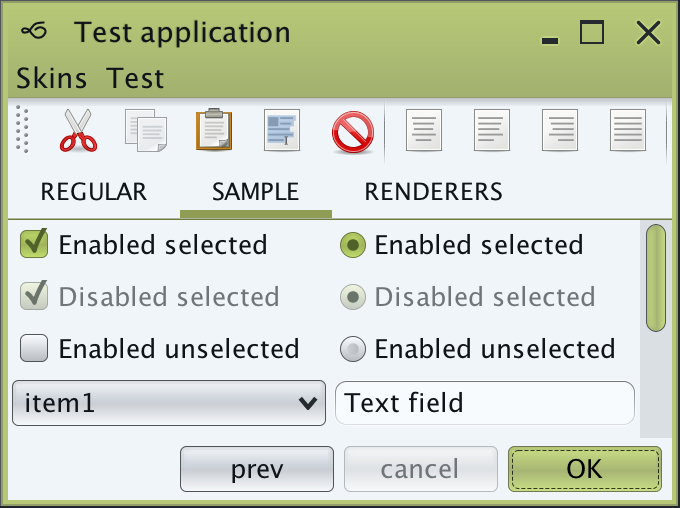 Test application
Skins Test
REGULAR SAMPLE RENDERERS
Enabled selected Enabled selected
Disabled selected Disabled selected
Enabled unselected Enabled unselected
item1 Text field
prev cancel OK